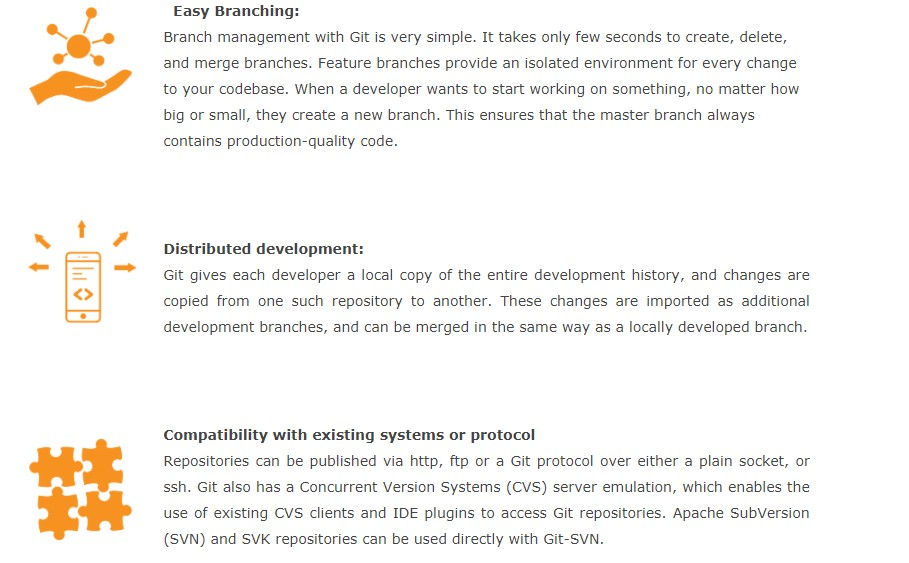 Easy Branching:
Branch management with Git is very simple. It takes only few seconds to create, delete,
and merge branches. Feature branches provide an isolated environment for every change
to your codebase. When a developer wants to start working on something, no matter how
big or small, they create a new branch. This ensures that the master branch always
contains production-quality code.
Distributed development:
Git gives each developer a local copy of the entire development history, and changes are
copied from one such repository to another. These changes are imported as additional
development branches, and can be merged in the same way as a locally developed branch.
Compatibility with existing systems or protocol
Repositories can be published via http, ftp or a Git protocol over either a plain socket, or
ssh. Git also has a Concurrent Version Systems (CVS) server emulation, which enables the
use of existing CVS clients and IDE plugins to access Git repositories. Apache SubVersion
(SVN) and SVK repositories can be used directly with Git-SVN.